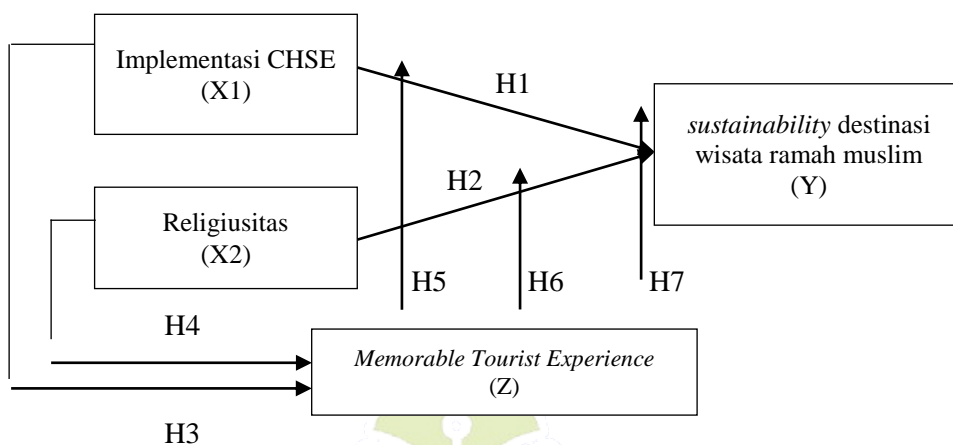 Implementasi CHSE
(X1)
H1
sustainability destinasi
wisata ramah muslim
(Y)
H2
Religiusitas
(X2)
H5
H6
H7
H4
Memorable Tourist Experience
(Z)
H3